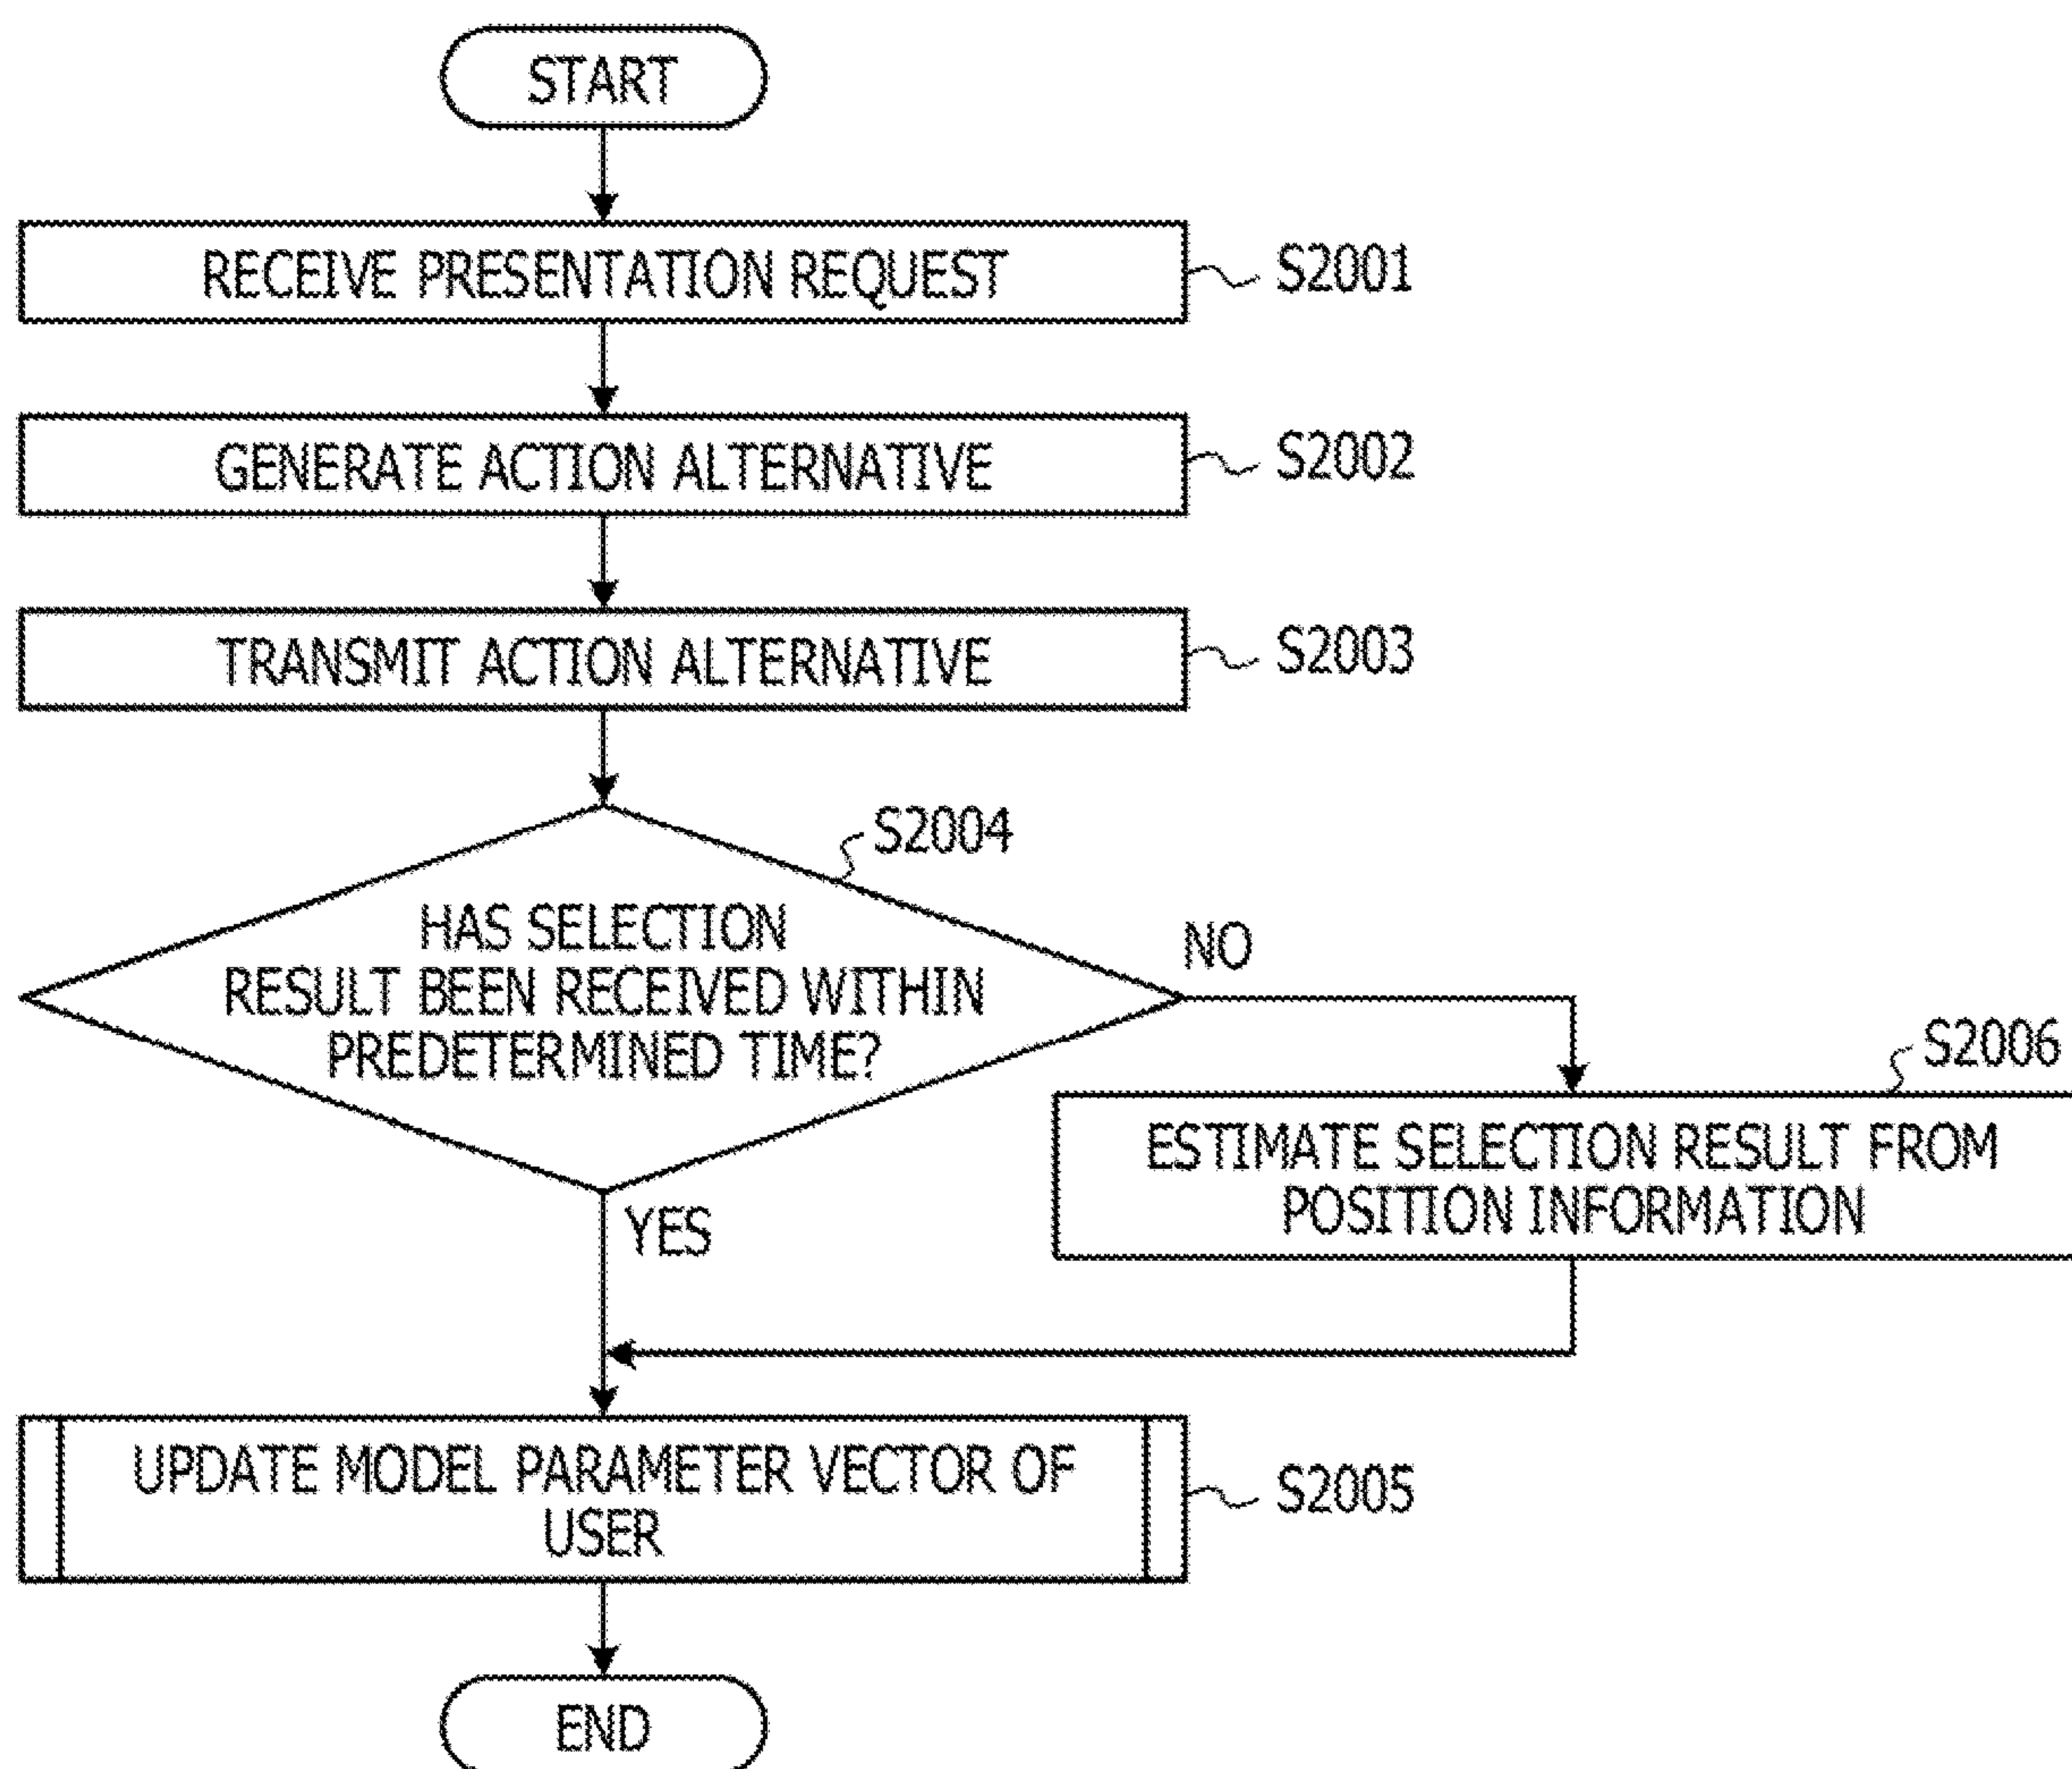 START
RECEIVE PRESENTATION REQUEST
S2001
GENERATE ACTION ALTERNATIVE
S2002
TRANSMIT ACTION ALTERNATIVE
S2003
S2004
HAS SELECTION
RESULT BEEN RECEIVED WITHIN
PREDETERMINED TIME?
NO
S2006
ESTIMATE SELECTION RESULT FROM
POSITION INFORMATION
YES
UPDATE MODEL PARAMETER VECTOR OF
USER
S2005
END